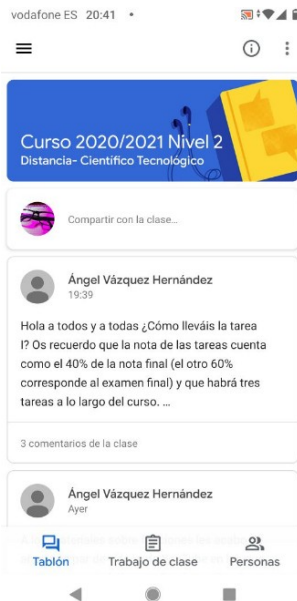 vodafone ES 20:41 •
Curso 2020/2021 Nivel 2
Distancia- Científico Tecnológico
Compartir con la clase...
Ángel Vázquez Hernández
19:39
Hola a todos y a todas ¿Cómo lleváis la tarea
I? Os recuerdo que la nota de las tareas cuenta
como el 40% de la nota final (el otro 60%
corresponde al examen final) y que habrá tres
tareas a lo largo del curso. ...
3 comentarios de la clase
Ángel Vázquez Hernández
Ayer
Tablón Trabajo de clase Personas